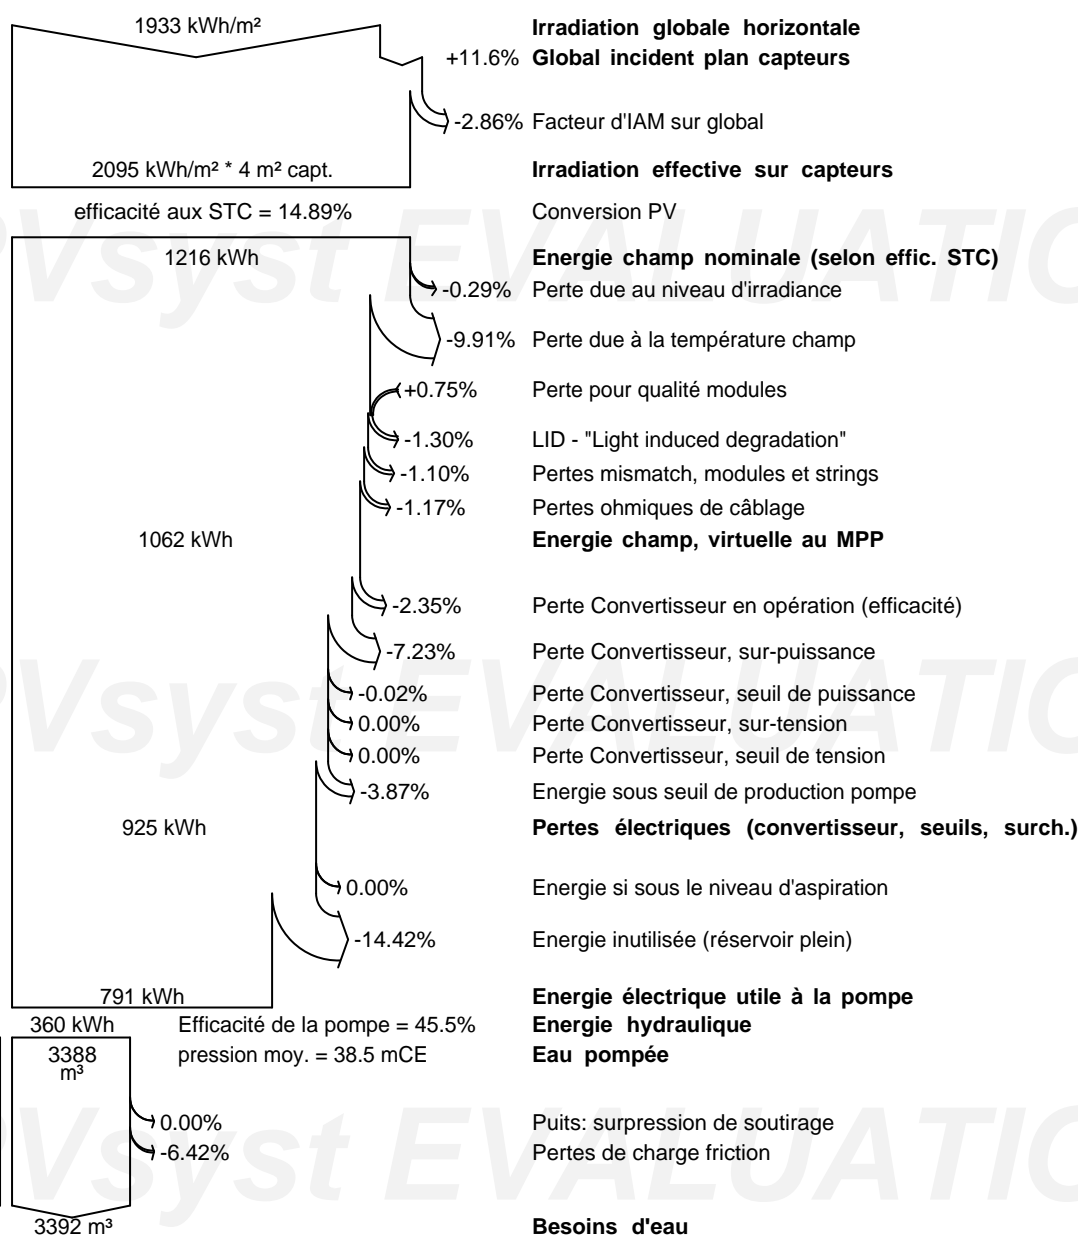 1933 kWh/m² Irradiation globale horizontale
+11.6% Global incident plan capteurs
-2.86% Facteur d'IAM sur global
2095 kWh/m² * 4 m² capt. Irradiation effective sur capteurs
efficacité aux STC = 14.89% Conversion PV
PVsyst EVALUATIO
1216 kWh Energie champ nominale (selon effic. STC)
-0.29% Perte due au niveau d'irradiance
-9.91% Perte due à la température champ
+0.75% Perte pour qualité modules
-1.30% LID - "Light induced degradation"
-1.10% Pertes mismatch, modules et strings
-1.17% Pertes ohmiques de câblage
1062 kWh Energie champ, virtuelle au MPP
-2.35% Perte Convertisseur en opération (efficacité)
-7.23% Perte Convertisseur, sur-puissance
-0.02% Perte Convertisseur, seuil de puissance
PVsyst EVALUATIO
0.00% Perte Convertisseur, sur-tension
0.00% Perte Convertisseur, seuil de tension
-3.87% Energie sous seuil de production pompe
925 kWh Pertes électriques (convertisseur, seuils, surch.)
0.00% Energie si sous le niveau d'aspiration
-14.42% Energie inutilisée (réservoir plein)
791 kWh Energie électrique utile à la pompe
360 kWh Efficacité de la pompe = 45.5% Energie hydraulique
3388 pression moy. = 38.5 mCE Eau pompée
m³
0.00% Puits: surpression de soutirage
-6.42% Pertes de charge friction
PVsyst EVALUATIO
3392 m³ Besoins d'eau